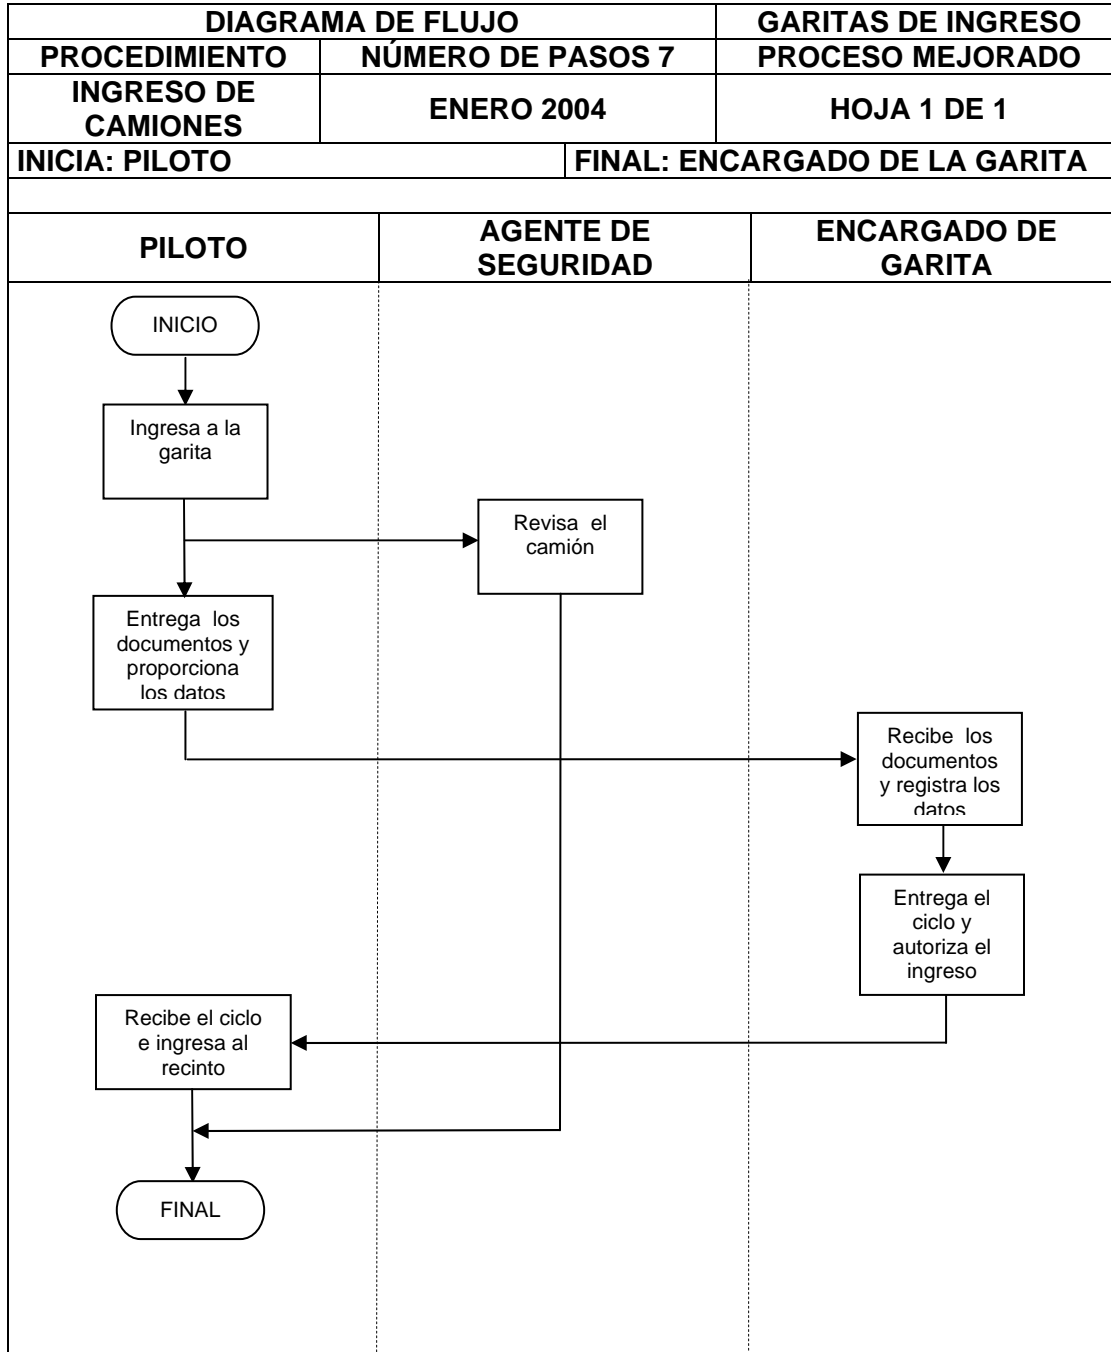 DIAGRAMA DE FLUJO
GARITAS DE INGRESO
PROCEDIMIENTO
NÚMERO DE PASOS 7
PROCESO MEJORADO
INGRESO DE
CAMIONES
ENERO 2004
HOJA 1 DE 1
INICIA: PILOTO
FINAL: ENCARGADO DE LA GARITA
PILOTO
AGENTE DE
SEGURIDAD
ENCARGADO DE
GARITA
INICIO
Ingresa a la
garita
Revisa el
camión
Entrega los
documentos y
proporciona
los datos
Recibe los
documentos
y registra los
datos
Entrega el
ciclo y
autoriza el
ingreso
Recibe el ciclo
e ingresa al
recinto
FINAL